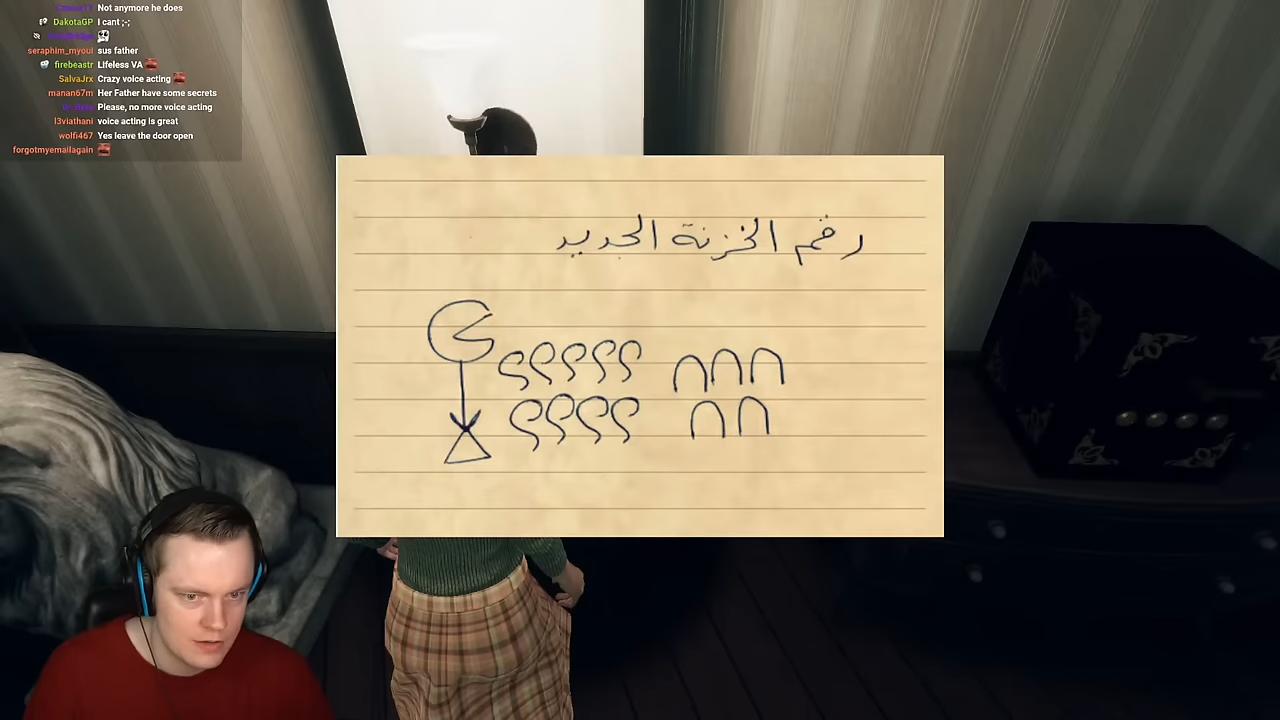 Not anymore he does
DakotaGP I cant ;-;
seraphim_myoui sus father
firebeastr Lifeless VA
SalvaJrx Crazy voice acting
manan67m Her Father have some secrets
Please, no more voice acting
l3viathani voice acting is great
wolfi467 Yes leave the door open
forgotmyemailagain
رقم الخزنة الجديد